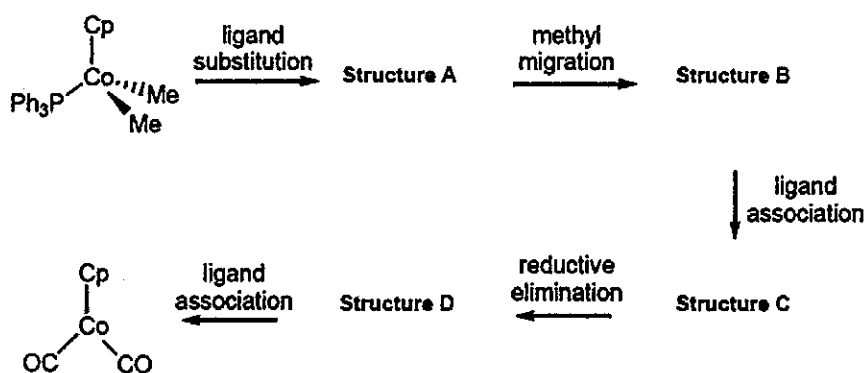 Cp
Co
Ph3P
Me
Me
ligand
substitution
Structure A
methyl
migration
Structure B
ligand
association
Structure C
reductive
elimination
Structure D
ligand
association
Cp
Co
OC
CO